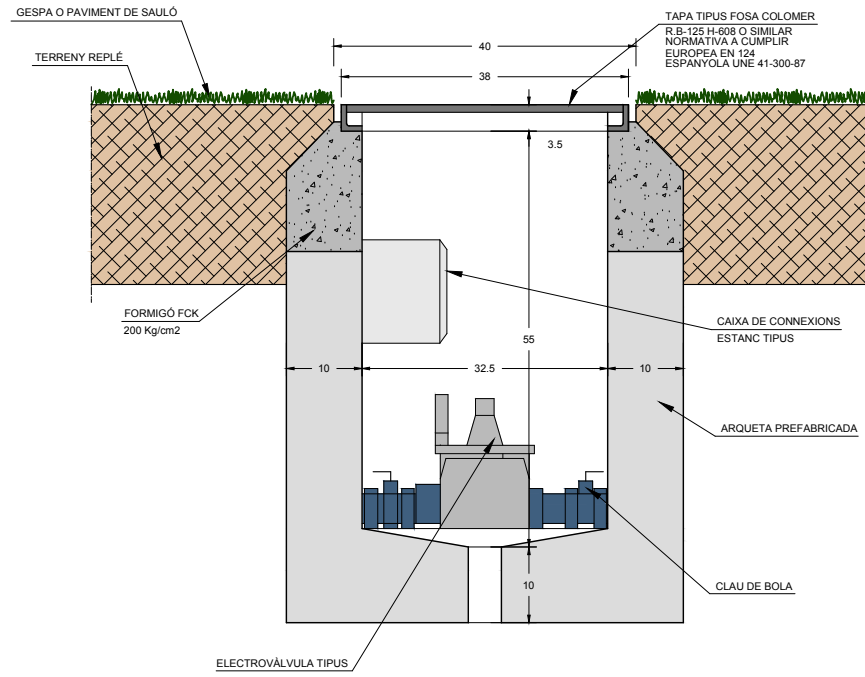 GESPA O PAVIMENT DE SAULÓ
TAPA TIPUS FOSA COLOMER
R.B-125 H-608 O SIMILAR
NORMATIVA A CUMPLIR
EUROPEA EN 124
ESPANYOLA UNE 41-300-87
40
TERRENY REPLÉ
38
3.5
FORMIGÓ FCK
200 Kg/cm2
CAIXA DE CONNEXIONS
ESTANC TIPUS
55
10
32.5
10
ARQUETA PREFABRICADA
10
CLAU DE BOLA
ELECTROVÀLVULA TIPUS